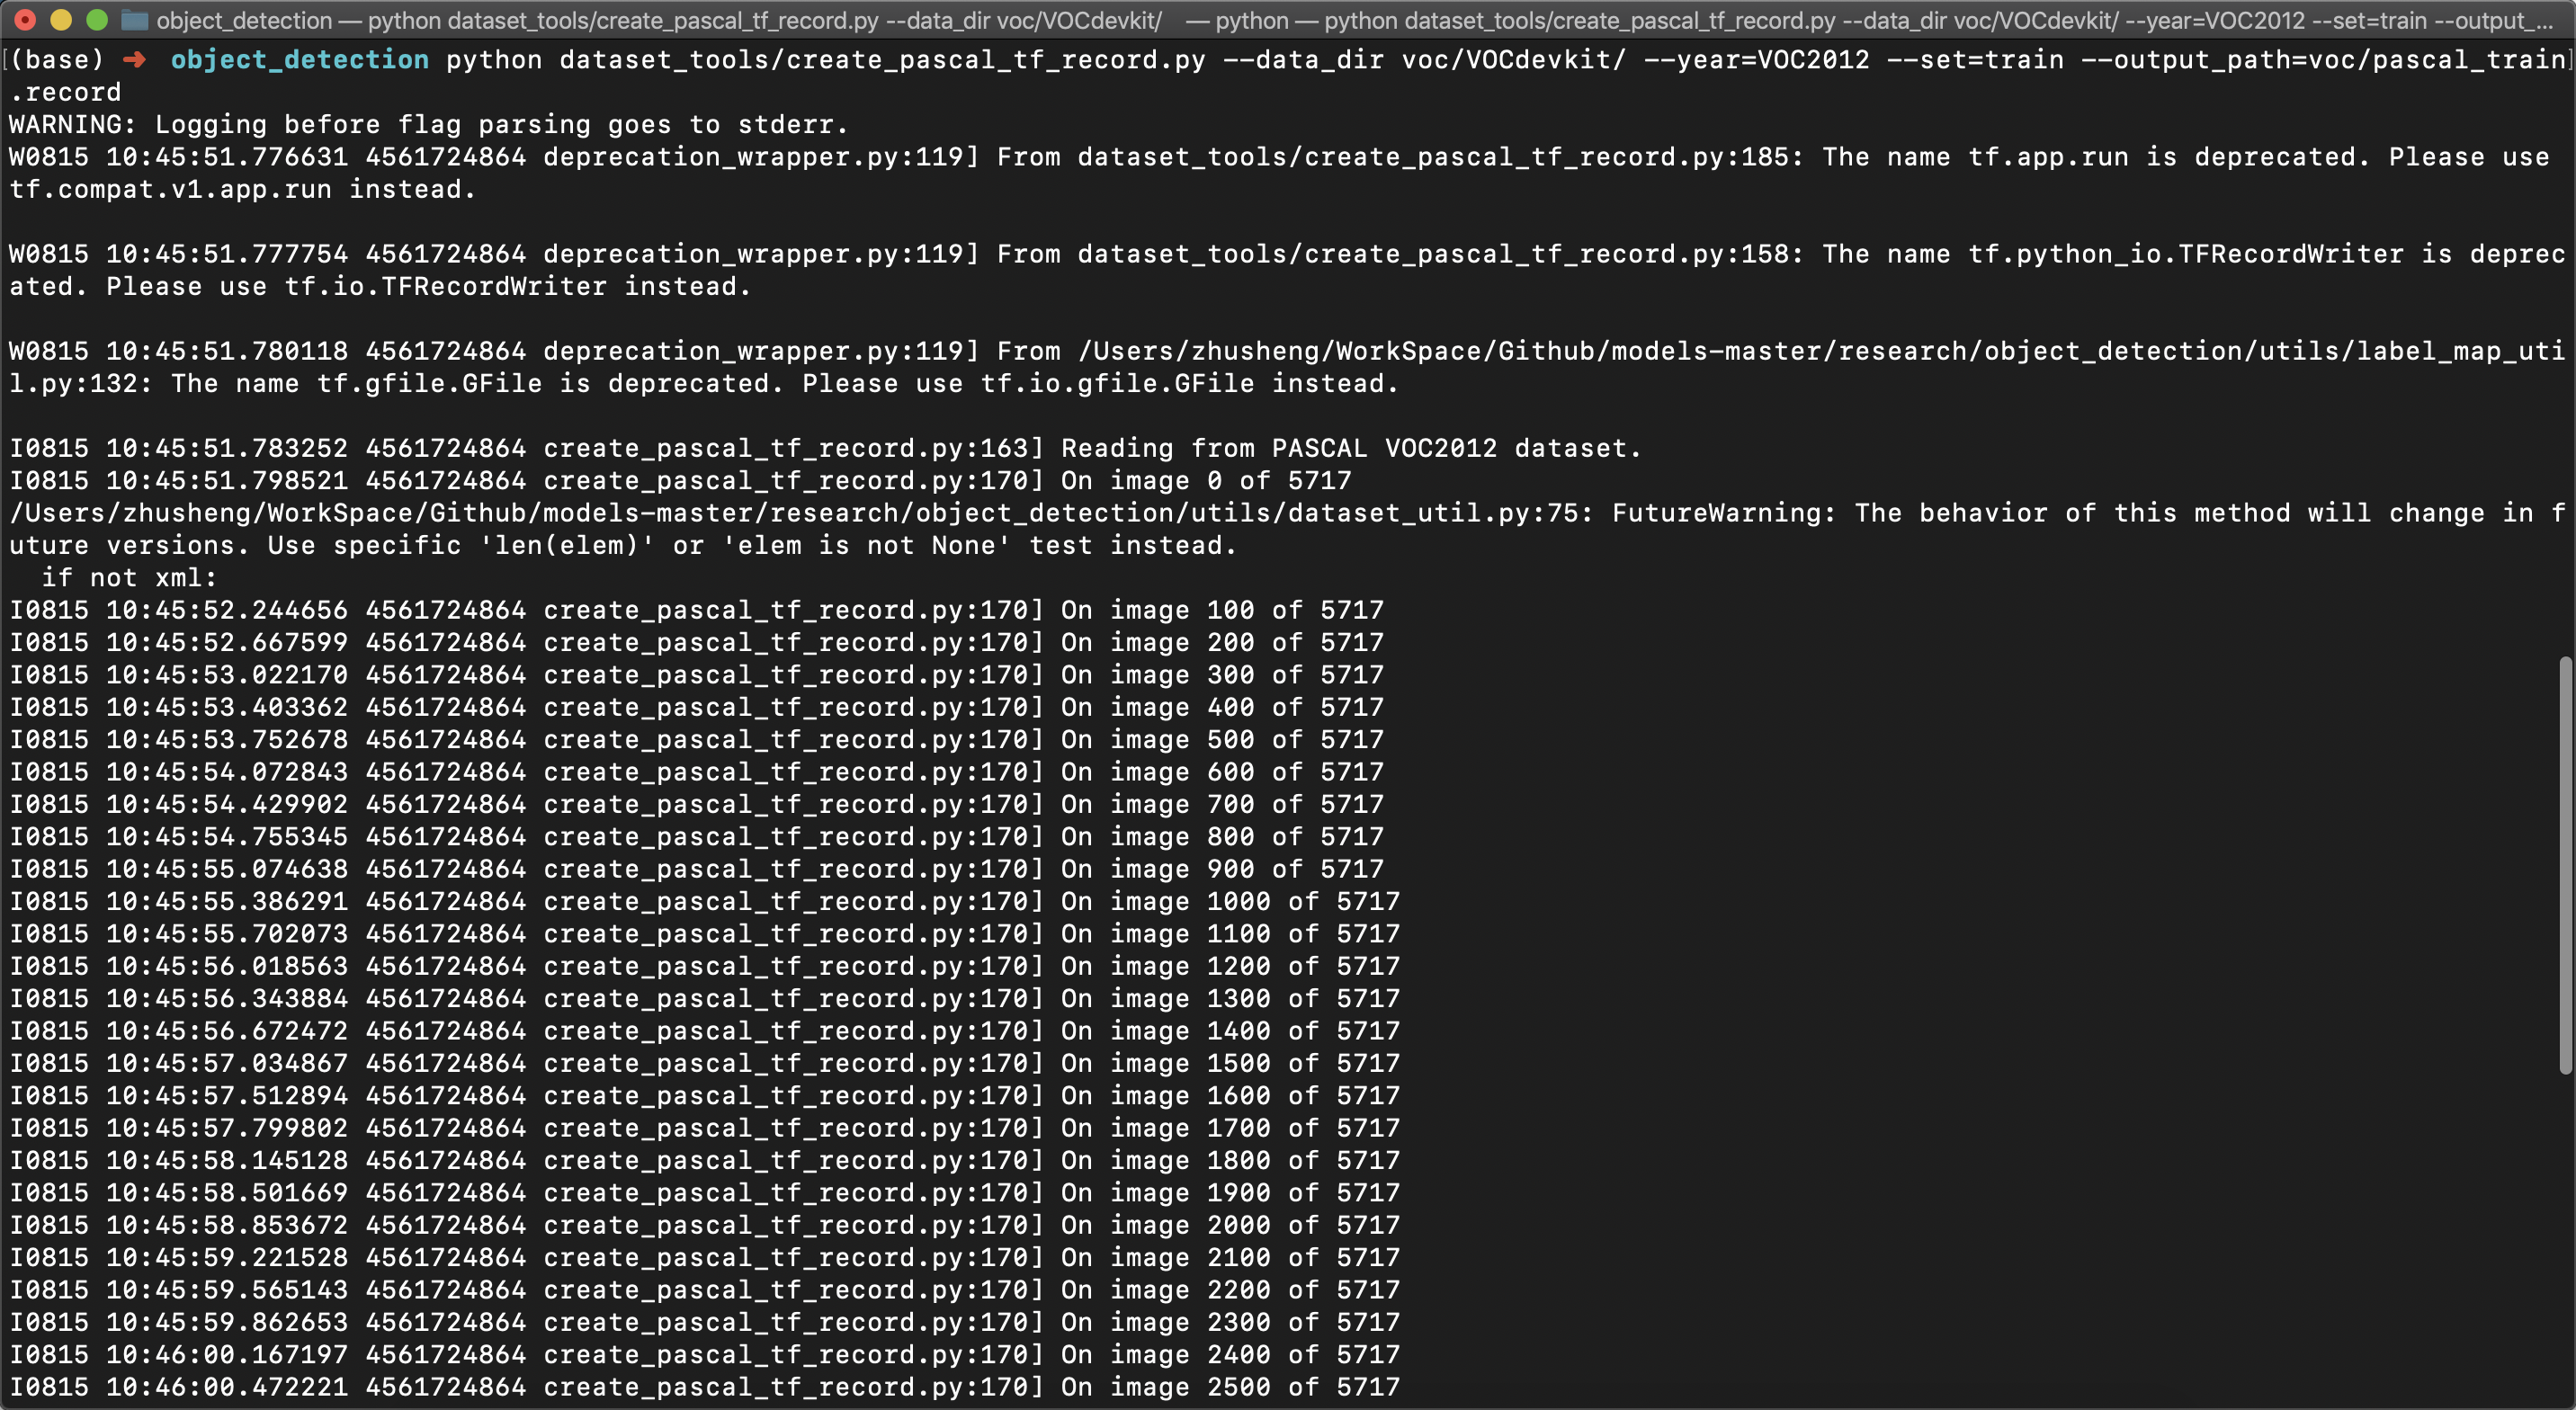 object_detection — python dataset_tools/create_pascal_tf_record.py --data_dir voc/VOCdevkit/ — python — python dataset_tools/create_pascal_tf_record.py --data_dir voc/VOCdevkit/ --year=VOC2012 --set=train --output_...
[(base) ➜ object_detection python dataset_tools/create_pascal_tf_record.py --data_dir voc/VOCdevkit/ --year=VOC2012 --set=train --output_path=voc/pascal_train]
.record
WARNING: Logging before flag parsing goes to stderr.
W0815 10:45:51.776631 4561724864 deprecation_wrapper.py:119] From dataset_tools/create_pascal_tf_record.py:185: The name tf.app.run is deprecated. Please use
tf.compat.v1.app.run instead.
W0815 10:45:51.777754 4561724864 deprecation_wrapper.py:119] From dataset_tools/create_pascal_tf_record.py:158: The name tf.python_io.TFRecordWriter is deprec
ated. Please use tf.io.TFRecordWriter instead.
W0815 10:45:51.780118 4561724864 deprecation_wrapper.py:119] From /Users/zhusheng/WorkSpace/Github/models-master/research/object_detection/utils/label_map_uti
l.py:132: The name tf.gfile.GFile is deprecated. Please use tf.io.gfile.GFile instead.
I0815 10:45:51.783252 4561724864 create_pascal_tf_record.py:163] Reading from PASCAL VOC2012 dataset.
I0815 10:45:51.798521 4561724864 create_pascal_tf_record.py:170] On image 0 of 5717
/Users/zhusheng/WorkSpace/Github/models-master/research/object_detection/utils/dataset_util.py:75: FutureWarning: The behavior of this method will change in f
uture versions. Use specific 'len(elem)' or 'elem is not None' test instead.
  if not xml:
I0815 10:45:52.244656 4561724864 create_pascal_tf_record.py:170] On image 100 of 5717
I0815 10:45:52.667599 4561724864 create_pascal_tf_record.py:170] On image 200 of 5717
I0815 10:45:53.022170 4561724864 create_pascal_tf_record.py:170] On image 300 of 5717
I0815 10:45:53.403362 4561724864 create_pascal_tf_record.py:170] On image 400 of 5717
I0815 10:45:53.752678 4561724864 create_pascal_tf_record.py:170] On image 500 of 5717
I0815 10:45:54.072843 4561724864 create_pascal_tf_record.py:170] On image 600 of 5717
I0815 10:45:54.429902 4561724864 create_pascal_tf_record.py:170] On image 700 of 5717
I0815 10:45:54.755345 4561724864 create_pascal_tf_record.py:170] On image 800 of 5717
I0815 10:45:55.074638 4561724864 create_pascal_tf_record.py:170] On image 900 of 5717
I0815 10:45:55.386291 4561724864 create_pascal_tf_record.py:170] On image 1000 of 5717
I0815 10:45:55.702073 4561724864 create_pascal_tf_record.py:170] On image 1100 of 5717
I0815 10:45:56.018563 4561724864 create_pascal_tf_record.py:170] On image 1200 of 5717
I0815 10:45:56.343884 4561724864 create_pascal_tf_record.py:170] On image 1300 of 5717
I0815 10:45:56.672472 4561724864 create_pascal_tf_record.py:170] On image 1400 of 5717
I0815 10:45:57.034867 4561724864 create_pascal_tf_record.py:170] On image 1500 of 5717
I0815 10:45:57.512894 4561724864 create_pascal_tf_record.py:170] On image 1600 of 5717
I0815 10:45:57.799802 4561724864 create_pascal_tf_record.py:170] On image 1700 of 5717
I0815 10:45:58.145128 4561724864 create_pascal_tf_record.py:170] On image 1800 of 5717
I0815 10:45:58.501669 4561724864 create_pascal_tf_record.py:170] On image 1900 of 5717
I0815 10:45:58.853672 4561724864 create_pascal_tf_record.py:170] On image 2000 of 5717
I0815 10:45:59.221528 4561724864 create_pascal_tf_record.py:170] On image 2100 of 5717
I0815 10:45:59.565143 4561724864 create_pascal_tf_record.py:170] On image 2200 of 5717
I0815 10:45:59.862653 4561724864 create_pascal_tf_record.py:170] On image 2300 of 5717
I0815 10:46:00.167197 4561724864 create_pascal_tf_record.py:170] On image 2400 of 5717
I0815 10:46:00.472221 4561724864 create_pascal_tf_record.py:170] On image 2500 of 5717